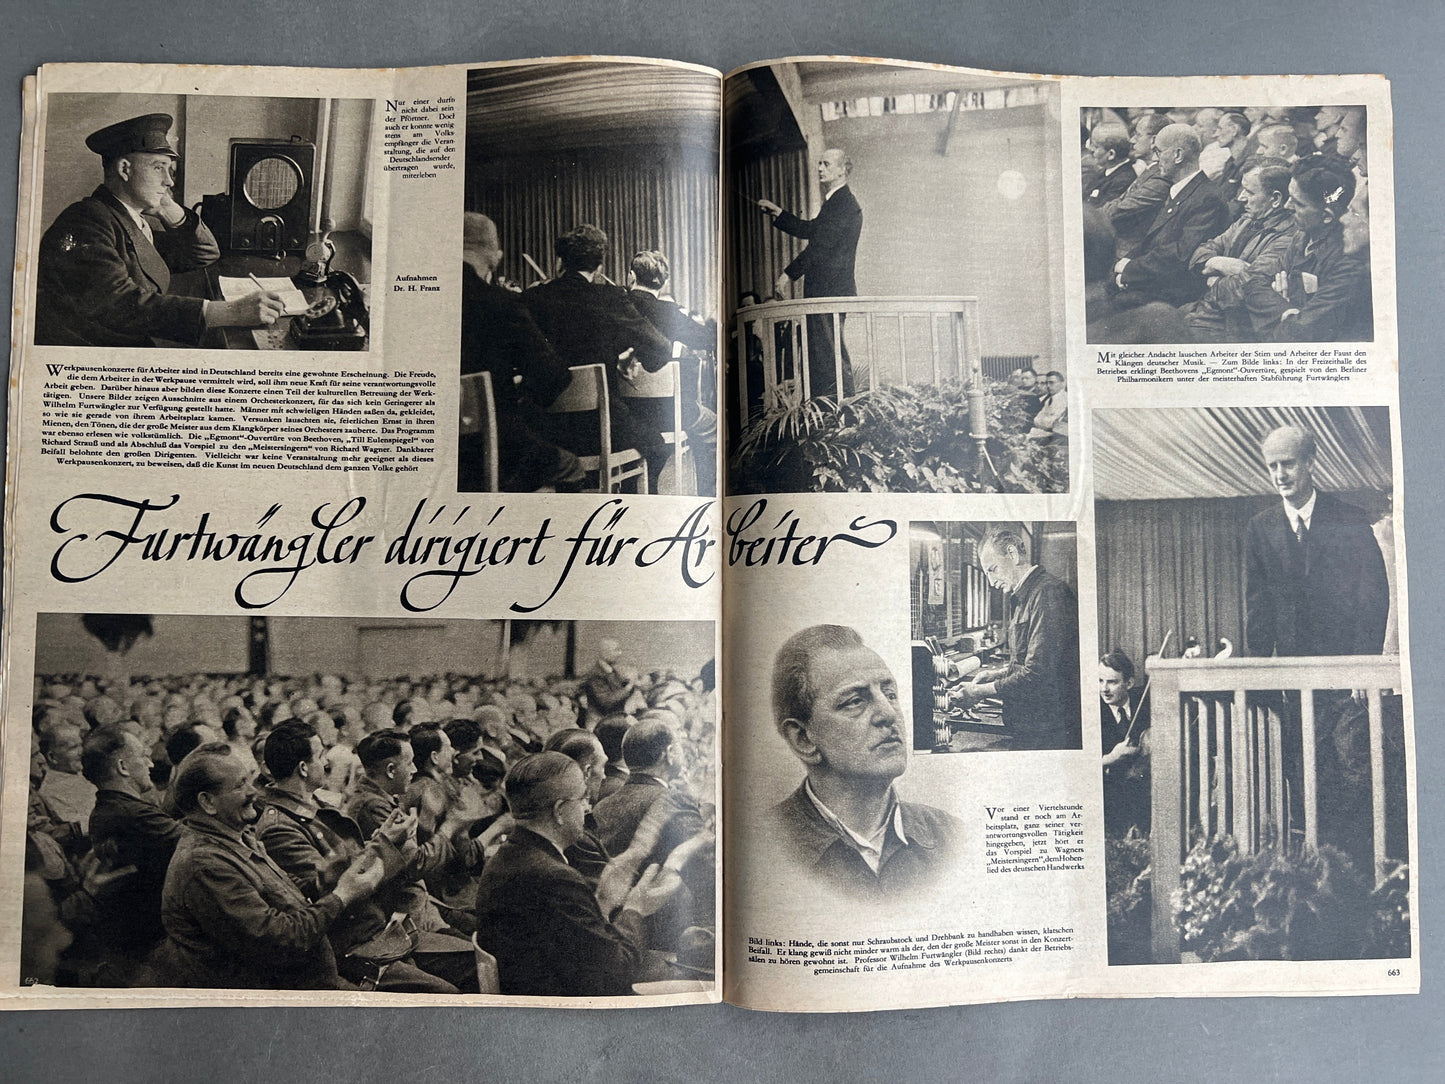 Nur einer durfte
nicht dabei sein
der Pförtner. Doch
auch er konnte wenig
stens am Volks-
empfänger die Veran-
staltung, die auf den
Deutschlandsender
übertragen wurde,
miterleben
Aufnahmen
Dr. H. Franz
Werkpausenkonzerte für Arbeiter sind in Deutschland bereits eine gewohnte Erscheinung. Die Freude,
die dem Arbeiter in der Werkpause vermittelt wird, soll ihm neue Kraft für seine verantwortungsvolle
Arbeit geben. Darüber hinaus aber bilden diese Konzerte einen Teil der kulturellen Betreuung der Werk-
tätigen. Unsere Bilder zeigen Ausschnitte aus einem Orchesterkonzert, für das sich kein Geringerer als
Wilhelm Furtwängler zur Verfügung gestellt hatte. Männer mit schwieligen Händen saßen da, gekleidet,
so wie sie gerade von ihrem Arbeitsplatz kamen. Versunken lauschten sie, feierlichen Ernst in ihren
Mienen, den Tönen, die der große Meister aus dem Klangkörper seines Orchesters zauberte. Das Programm
war ebenso erlesen wie volkstümlich. Die „Egmont“-Ouvertüre von Beethoven, „Till Eulenspiegel“ von
Richard Strauß und als Abschluß das Vorspiel zu den „Meistersingern“ von Richard Wagner. Dankbarer
Beifall belohnte den großen Dirigenten. Vielleicht war keine Veranstaltung mehr geeignet als dieses
Werkpausenkonzert, zu beweisen, daß die Kunst im neuen Deutschland dem ganzen Volke gehört
Furtwängler dirigiert für Arbeiter
662
Mit gleicher Andacht lauschen Arbeiter der Stirn und Arbeiter der Faust den
Klängen deutscher Musik. — Zum Bilde links: In der Freizeithalle des
Betriebes erklingt Beethovens „Egmont“-Ouvertüre, gespielt von den Berliner
Philharmonikern unter der meisterhaften Stabführung Furtwänglers
Vor einer Viertelstunde
stand er noch am Ar-
beitsplatz, ganz seiner ver-
antwortungsvollen Tätigkeit
hingegeben, jetzt hört er
das Vorspiel zu Wagners
„Meistersingern“, dem Hohen-
lied des deutschen Handwerks
Bild links: Hände, die sonst nur Schraubstock und Drehbank zu handhaben wissen, klatschen
Beifall. Er klang gewiß nicht minder warm als der, den der große Meister sonst in den Konzert-
sälen zu hören gewohnt ist. Professor Wilhelm Furtwängler (Bild rechts) dankt der Betriebs-
gemeinschaft für die Aufnahme des Werkpausenkonzerts
663